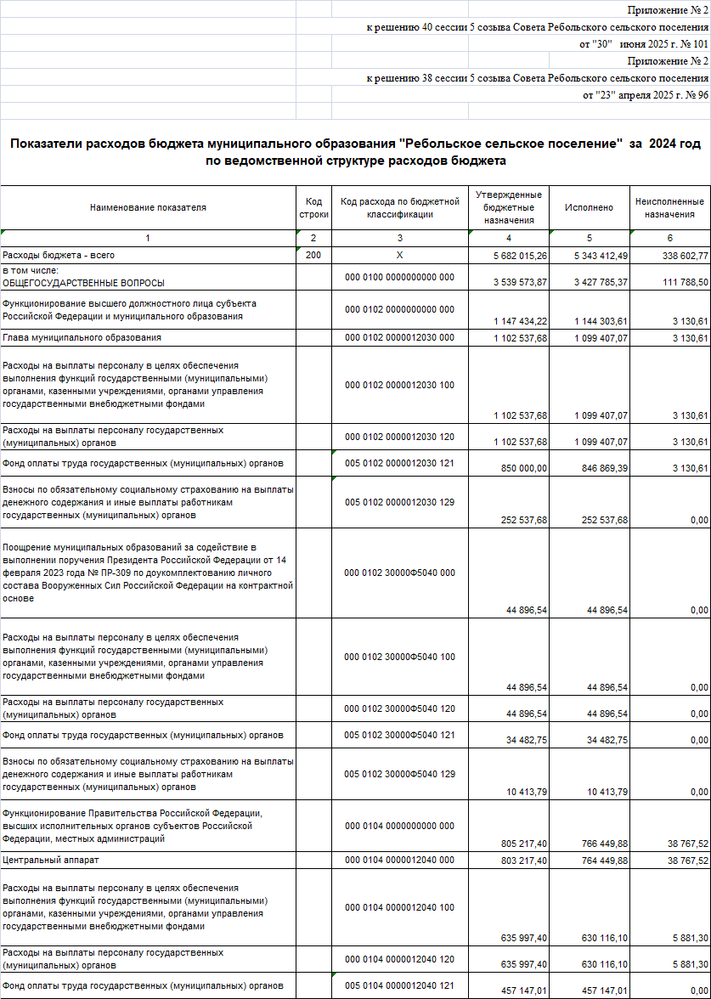 Приложение № 2
к решению 40 сессии 5 созыва Совета Ребольского сельского поселения
от "30" июня 2025 г. № 101
Приложение № 2
к решению 38 сессии 5 созыва Совета Ребольского сельского поселения
от "23" апреля 2025 г. № 96
Показатели расходов бюджета муниципального образования "Ребольское сельское поселение" за 2024 год
по ведомственной структуре расходов бюджета
Наименование показателя | Код строки | Код расхода по бюджетной классификации | Утвержденные бюджетные назначения | Исполнено | Неисполненные назначения
1 2 3 4 5 6
Расходы бюджета - всего 200 X 5 682 015,26 5 343 412,49 338 602,77
в том числе:
ОБЩЕГОСУДАРСТВЕННЫЕ ВОПРОСЫ 000 0100 0000000000 000 3 539 573,87 3 427 785,37 111 788,50
Функционирование высшего должностного лица субъекта
Российской Федерации и муниципального образования 000 0102 0000000000 000 1 147 434,22 1 144 303,61 3 130,61
Глава муниципального образования 000 0102 0000012030 000 1 102 537,68 1 099 407,07 3 130,61
Расходы на выплаты персоналу в целях обеспечения
выполнения функций государственными (муниципальными)
органами, казенными учреждениями, органами управления
государственными внебюджетными фондами 000 0102 0000012030 100 1 102 537,68 1 099 407,07 3 130,61
Расходы на выплаты персоналу государственных
(муниципальных) органов 000 0102 0000012030 120 1 102 537,68 1 099 407,07 3 130,61
Фонд оплаты труда государственных (муниципальных) органов 005 0102 0000012030 121 850 000,00 846 869,39 3 130,61
Взносы по обязательному социальному страхованию на выплаты
денежного содержания и иные выплаты работникам
государственных (муниципальных) органов 005 0102 0000012030 129 252 537,68 252 537,68 0,00
Поощрение муниципальных образований за содействие в
выполнении поручения Президента Российской Федерации от 14
февраля 2023 года № ПР-309 по доукомплектованию личного
состава Вооруженных Сил Российской Федерации на контрактной
основе 000 0102 30000Ф5040 000 44 896,54 44 896,54 0,00
Расходы на выплаты персоналу в целях обеспечения
выполнения функций государственными (муниципальными)
органами, казенными учреждениями, органами управления
государственными внебюджетными фондами 000 0102 30000Ф5040 100 44 896,54 44 896,54 0,00
Расходы на выплаты персоналу государственных
(муниципальных) органов 000 0102 30000Ф5040 120 44 896,54 44 896,54 0,00
Фонд оплаты труда государственных (муниципальных) органов 005 0102 30000Ф5040 121 34 482,75 34 482,75 0,00
Взносы по обязательному социальному страхованию на выплаты
денежного содержания и иные выплаты работникам
государственных (муниципальных) органов 005 0102 30000Ф5040 129 10 413,79 10 413,79 0,00
Функционирование Правительства Российской Федерации,
высших исполнительных органов субъектов Российской
Федерации, местных администраций 000 0104 0000000000 000 805 217,40 766 449,88 38 767,52
Центральный аппарат 000 0104 0000012040 000 803 217,40 764 449,88 38 767,52
Расходы на выплаты персоналу в целях обеспечения
выполнения функций государственными (муниципальными)
органами, казенными учреждениями, органами управления
государственными внебюджетными фондами 000 0104 0000012040 100 635 997,40 630 116,10 5 881,30
Расходы на выплаты персоналу государственных
(муниципальных) органов 000 0104 0000012040 120 635 997,40 630 116,10 5 881,30
Фонд оплаты труда государственных (муниципальных) органов 005 0104 0000012040 121 457 147,01 457 147,01 0,00